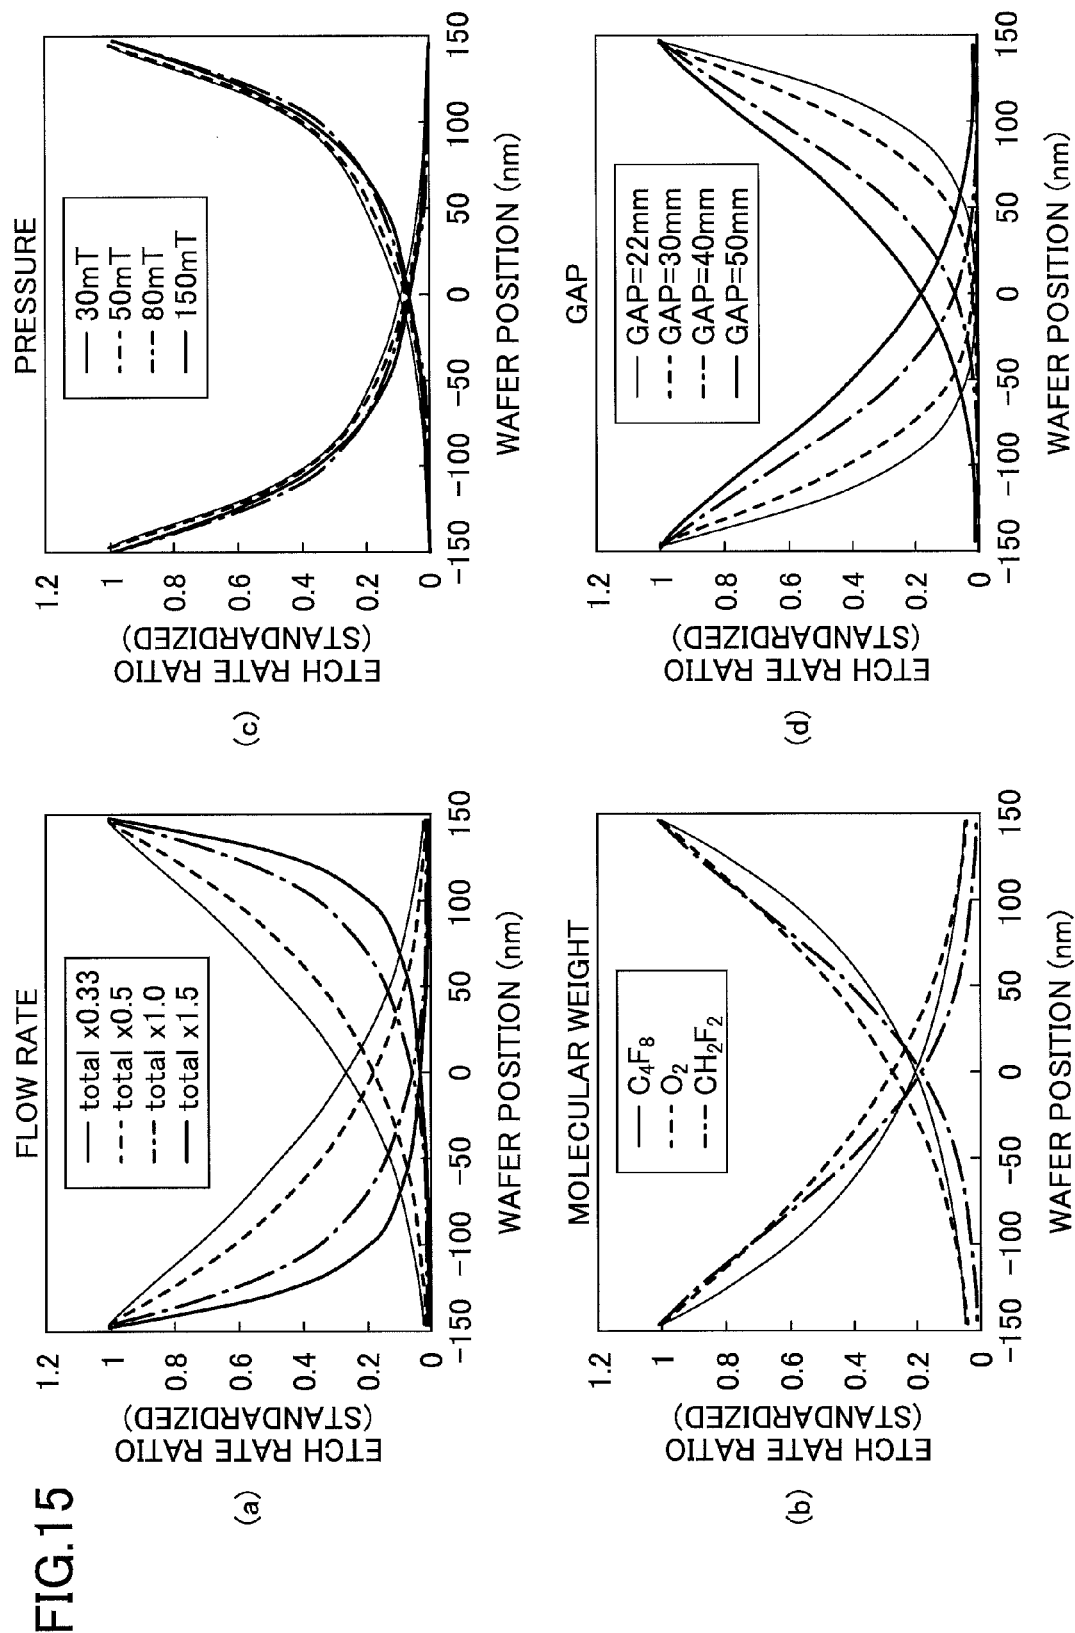 FIG.15
(a)
FLOW RATE
ETCH RATE RATIO
(STANDARDIZED)
1.2
1
0.8
0.6
0.4
0.2
0
total x0.33
total x0.5
total x1.0
total x1.5
-150 -100 -50 0 50 100 150
WAFER POSITION (nm)
(b)
MOLECULAR WEIGHT
ETCH RATE RATIO
(STANDARDIZED)
1.2
1
0.8
0.6
0.4
0.2
0
C4F8
O2
CH2F2
-150 -100 -50 0 50 100 150
WAFER POSITION (nm)
(c)
PRESSURE
ETCH RATE RATIO
(STANDARDIZED)
1.2
1
0.8
0.6
0.4
0.2
0
30mT
50mT
80mT
150mT
-150 -100 -50 0 50 100 150
WAFER POSITION (nm)
(d)
GAP
ETCH RATE RATIO
(STANDARDIZED)
1.2
1
0.8
0.6
0.4
0.2
0
GAP=22mm
GAP=30mm
GAP=40mm
GAP=50mm
-150 -100 -50 0 50 100 150
WAFER POSITION (nm)